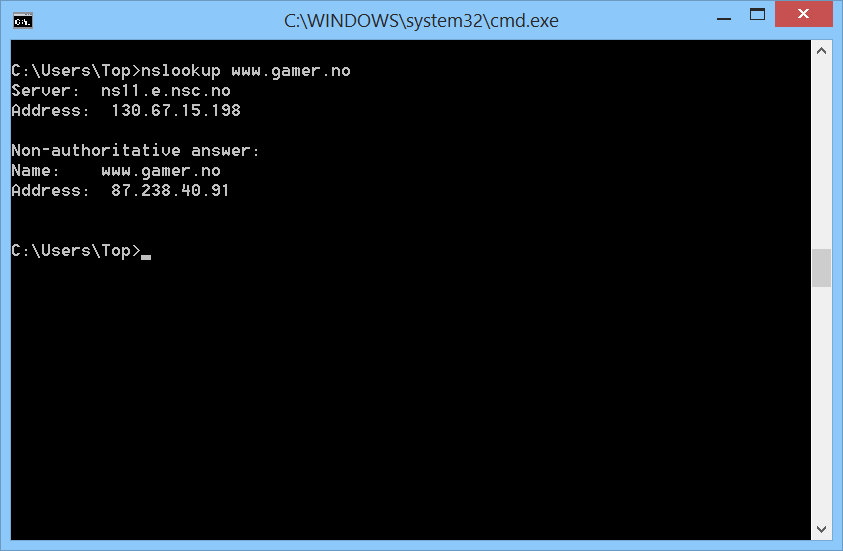 C:\WINDOWS\system32\cmd.exe
C:\Users\Top>nslookup www.gamer.no
Server:  ns11.e.nsc.no
Address:  130.67.15.198
Non-authoritative answer:
Name:    www.gamer.no
Address:  87.238.40.91
C:\Users\Top>